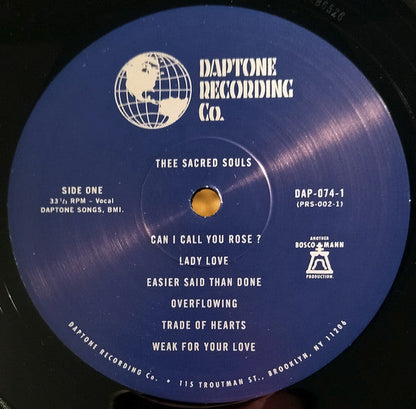 DAPTONE
RECORDING
Co.
THEE SACRED SOULS
SIDE ONE
33 1/3 RPM - Vocal
DAPTONE SONGS, BMI.
DAP-074-1
(PRS-002-1)
CAN I CALL YOU ROSE ?
LADY LOVE
EASIER SAID THAN DONE
OVERFLOWING
TRADE OF HEARTS
WEAK FOR YOUR LOVE
ANOTHER
BOSCO MANN
PRODUCTION.
DAPTONE RECORDING Co. • 115 TROUTMAN ST., BROOKLYN, NY 11206